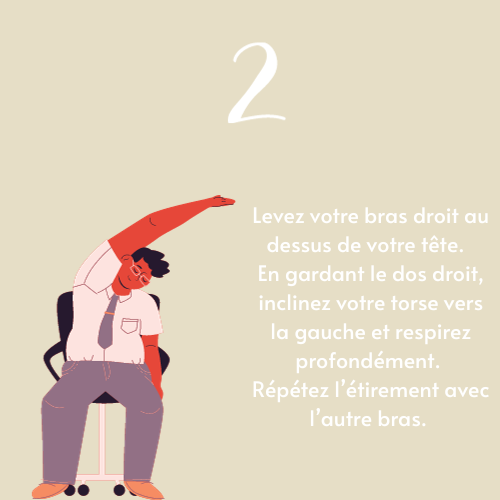 2
Levez votre bras droit au
dessus de votre tête.
En gardant le dos droit,
inclinez votre torse vers
la gauche et respirez
profondément.
Répétez l'étirement avec
l'autre bras.